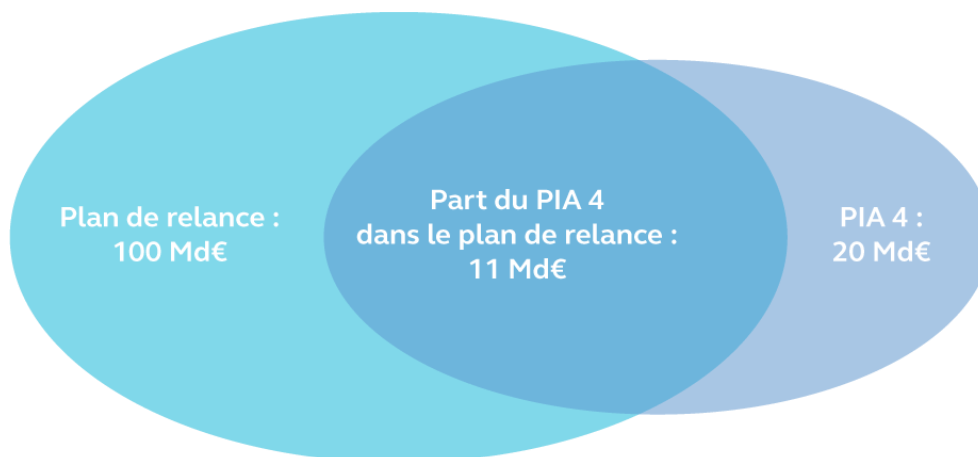 Plan de relance :
100 Md€
Part du PIA 4
dans le plan de relance :
11 Md€
PIA 4 :
20 Md€